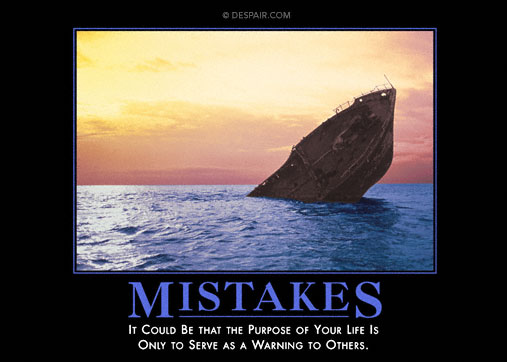 © DESPAIR.COM
MISTAKES
IT COULD BE THAT THE PURPOSE OF YOUR LIFE IS
ONLY TO SERVE AS A WARNING TO OTHERS.